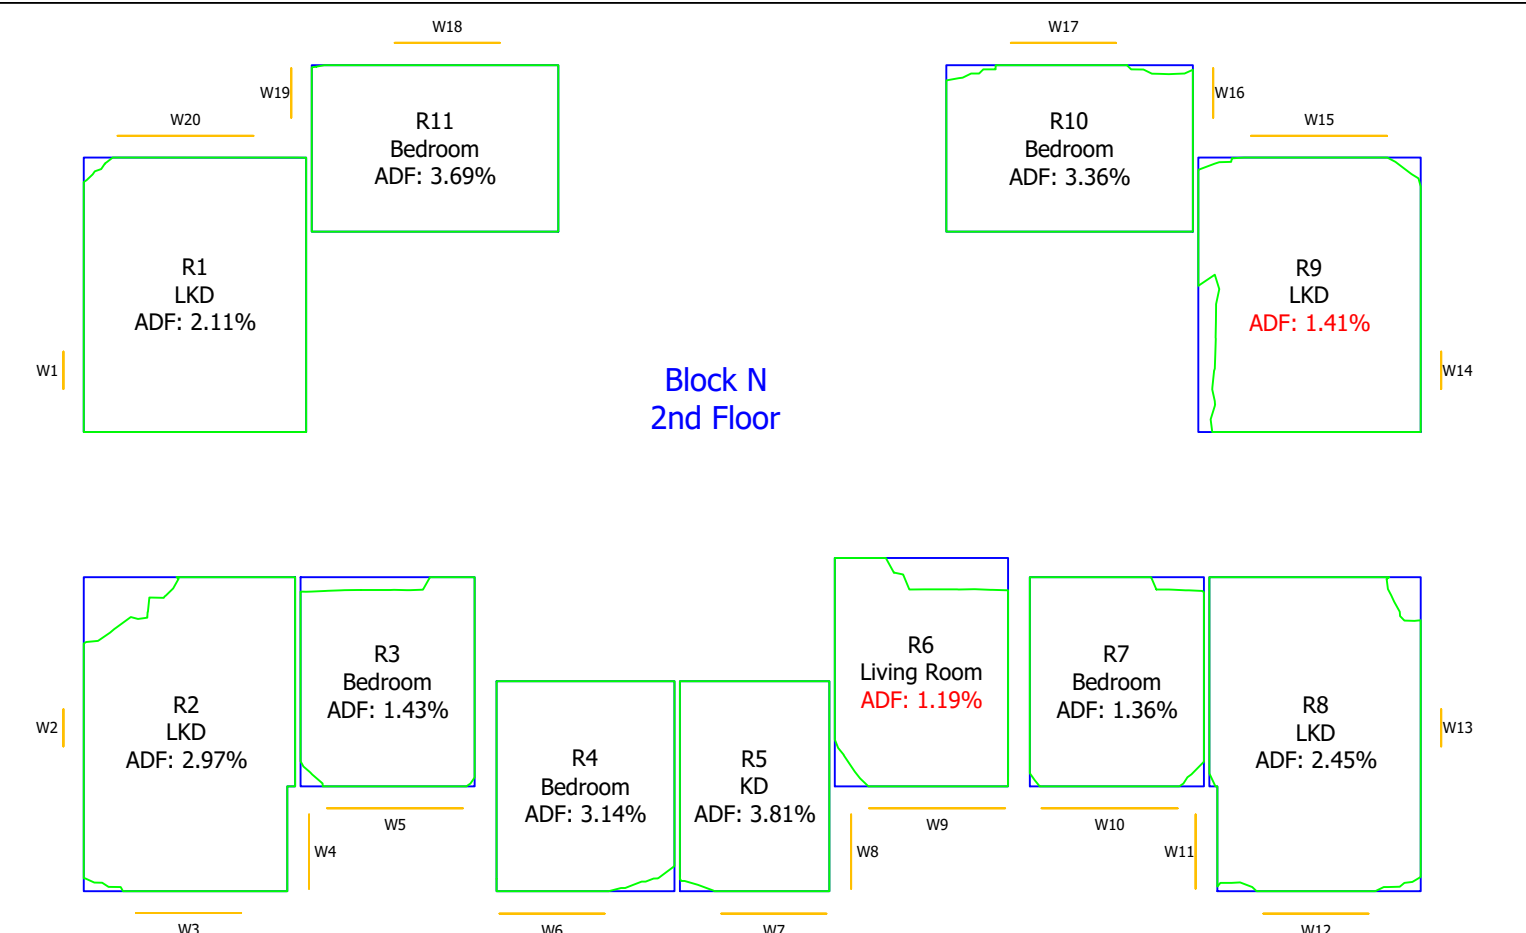 W18
W17
W19
W16
W20
W15
R11
Bedroom
ADF: 3.69%
R10
Bedroom
ADF: 3.36%
R1
LKD
ADF: 2.11%
R9
LKD
ADF: 1.41%
W1
W14
Block N
2nd Floor
R2
LKD
ADF: 2.97%
R3
Bedroom
ADF: 1.43%
R4
Bedroom
ADF: 3.14%
R5
KD
ADF: 3.81%
R6
Living Room
ADF: 1.19%
R7
Bedroom
ADF: 1.36%
R8
LKD
ADF: 2.45%
W2
W13
W5
W9
W10
W4
W8
W11
W3
W6
W7
W12